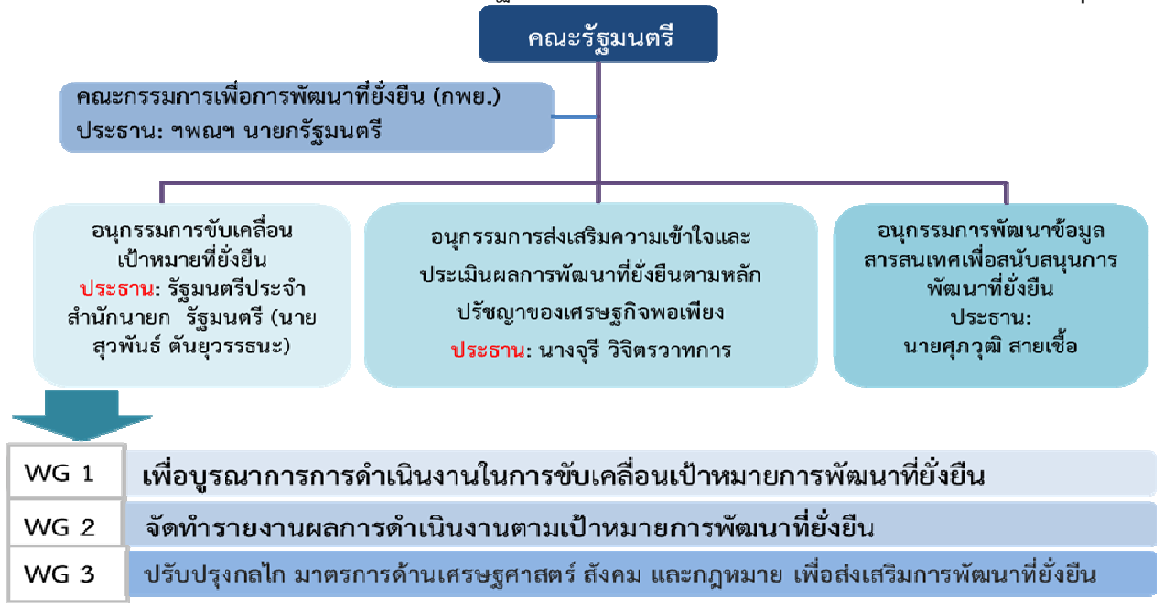 คณะรัฐมนตรี
คณะกรรมการเพื่อการพัฒนาที่ยั่งยืน (กพย.)
ประธาน: ฯพณฯ นายกรัฐมนตรี
อนุกรรมการขับเคลื่อน
เป้าหมายที่ยั่งยืน
ประธาน: รัฐมนตรีประจำ
สำนักนายก รัฐมนตรี (นาย
สุวพันธ์ ตันยุวรรธนะ)
อนุกรรมการส่งเสริมความเข้าใจและ
ประเมินผลการพัฒนาที่ยั่งยืนตามหลัก
ปรัชญาของเศรษฐกิจพอเพียง
ประธาน: นางจุรี วิจิตรวาทการ
อนุกรรมการพัฒนาข้อมูล
สารสนเทศเพื่อสนับสนุนการ
พัฒนาที่ยั่งยืน
ประธาน:
นายศุภวุฒิ สายเชื้อ
WG 1 เพื่อบูรณาการการดำเนินงานในการขับเคลื่อนเป้าหมายการพัฒนาที่ยั่งยืน
WG 2 จัดทำรายงานผลการดำเนินงานตามเป้าหมายการพัฒนาที่ยั่งยืน
WG 3 ปรับปรุงกลไก มาตรการด้านเศรษฐศาสตร์ สังคม และกฎหมาย เพื่อส่งเสริมการพัฒนาที่ยั่งยืน